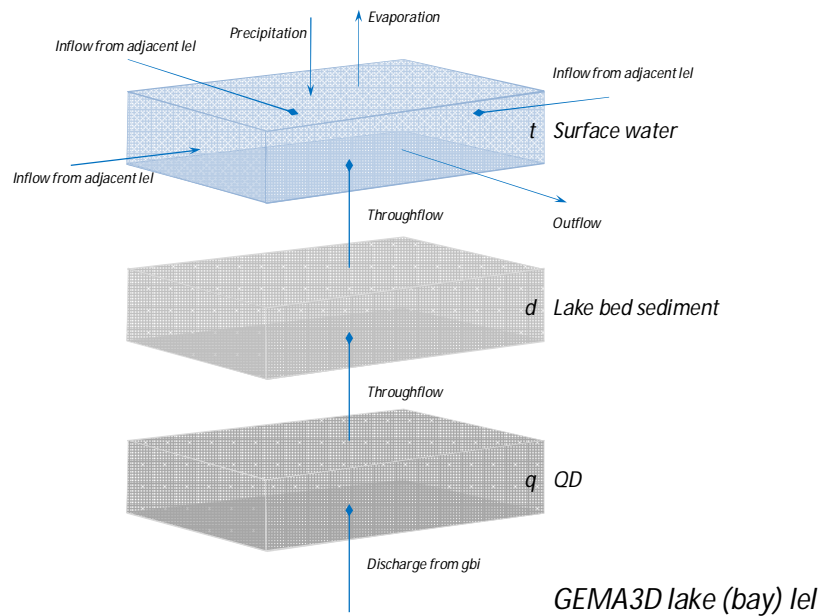 Evaporation
Precipitation
Inflow from adjacent lel
Inflow from adjacent lel
t Surface water
Inflow from adjacent lel
Throughflow
Outflow
d Lake bed sediment
Throughflow
q QD
Discharge from gbi
GEMA3D lake (bay) lel